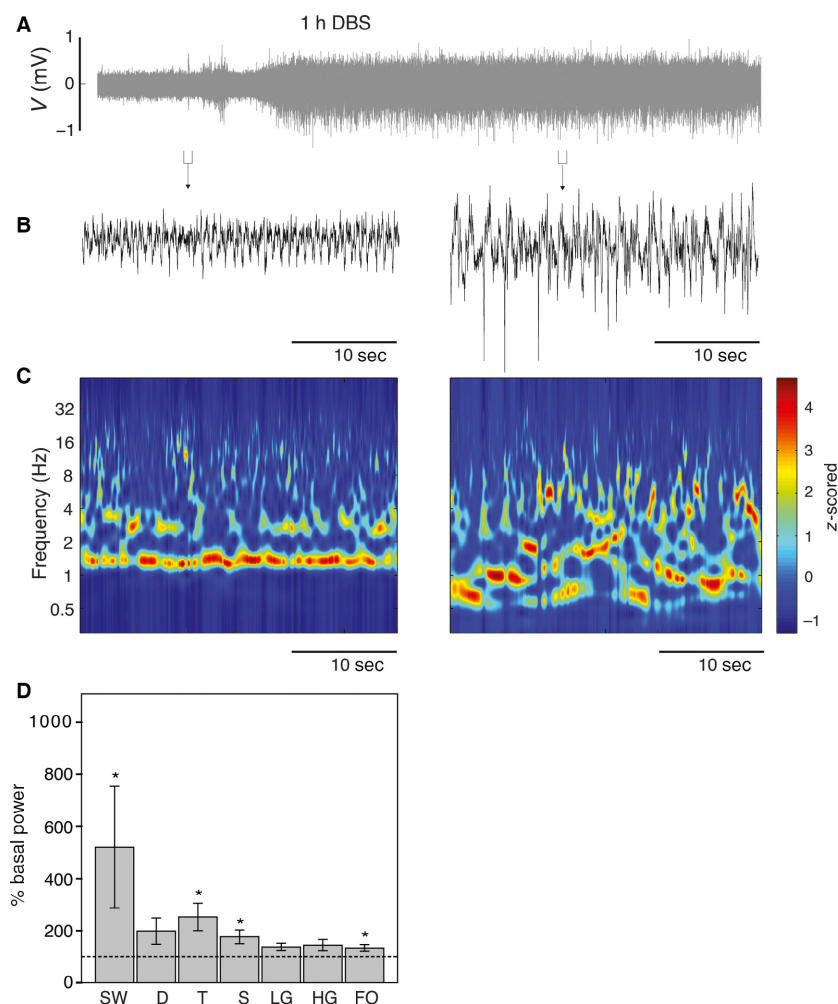 A
1 h DBS
V (mV)
1
0
−1
B
10 sec
10 sec
C
Frequency (Hz)
32
16
8
4
2
1
0.5
10 sec
10 sec
4
3
2
1
0
−1
z-scored
D
% basal power
1000
800
600
400
200
0
*
*
*
*
SW D T S LG HG FO